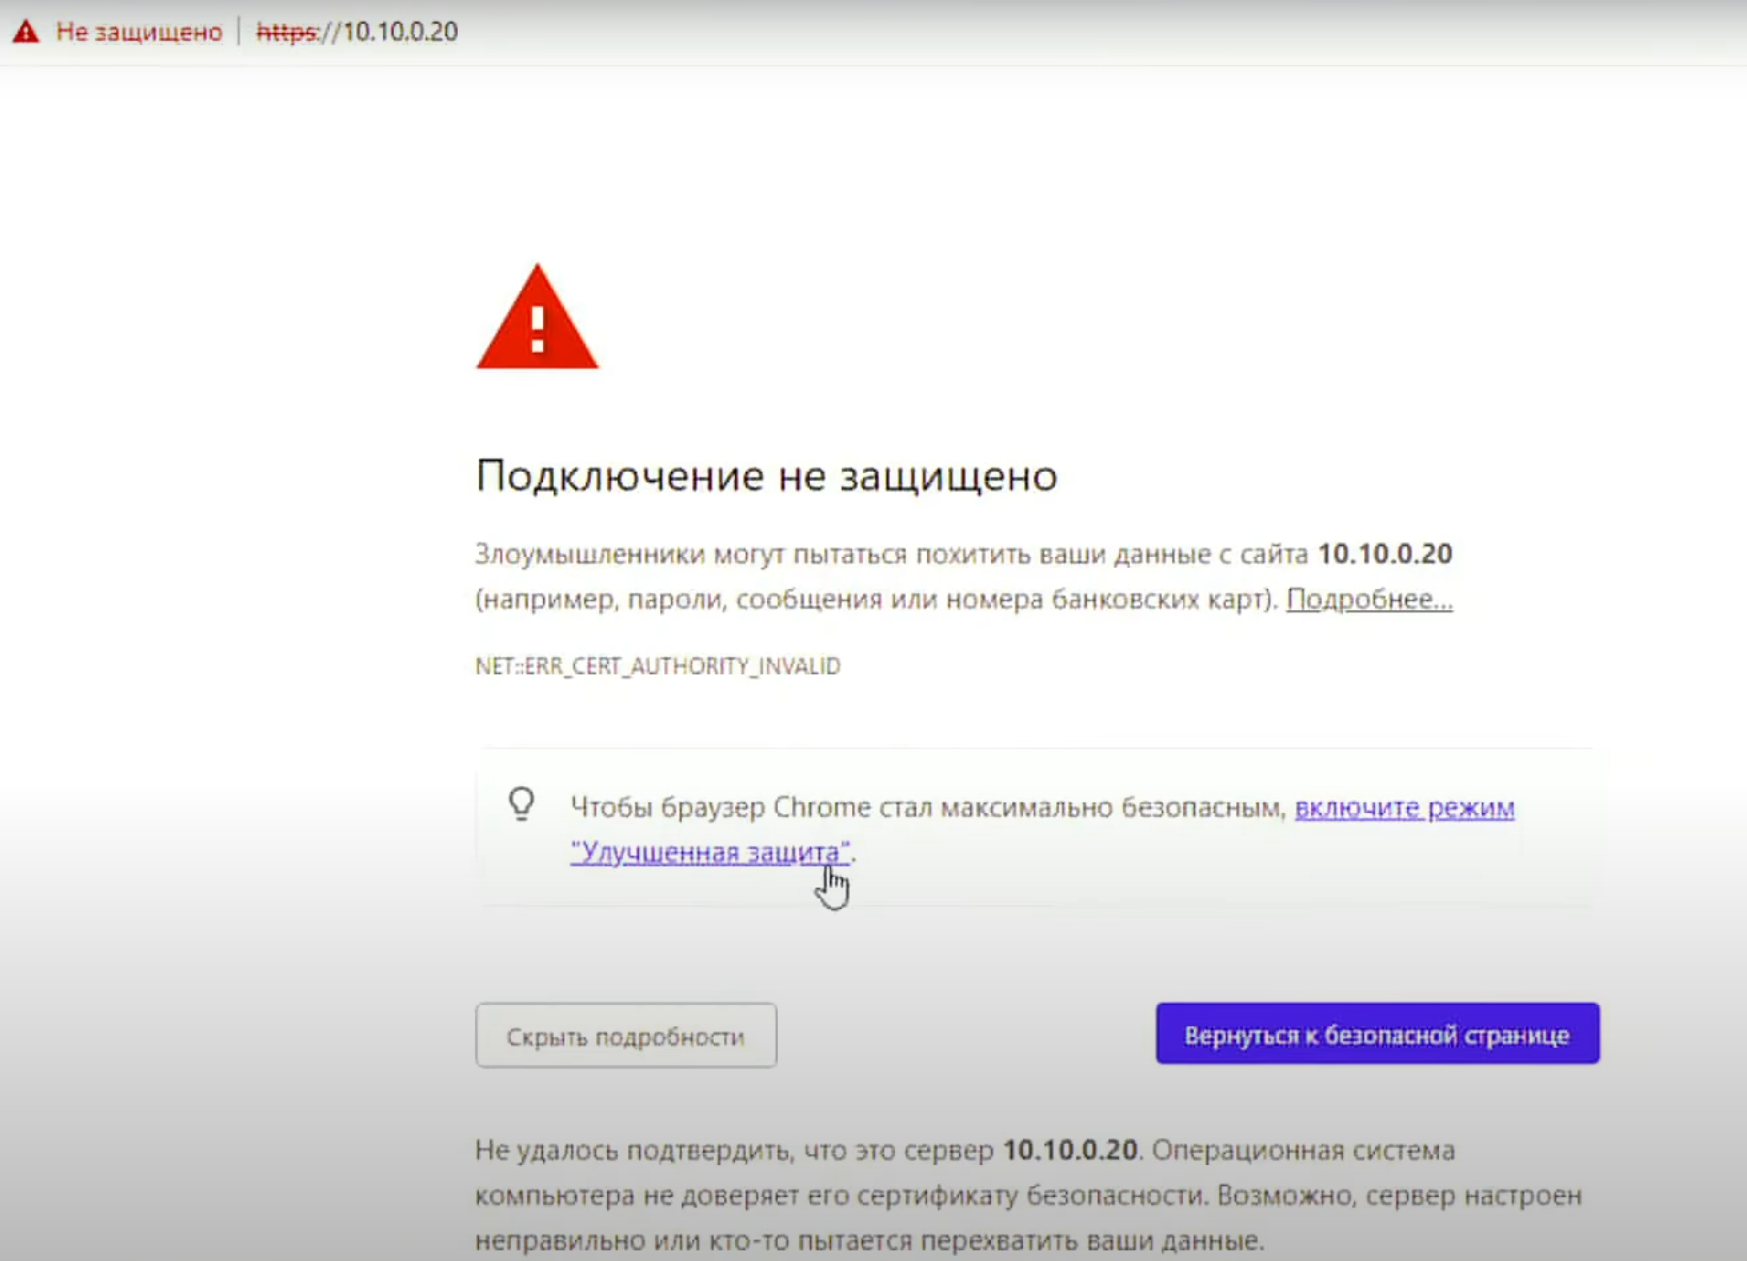 Не защищено | https://10.10.0.20
Подключение не защищено
Злоумышленники могут пытаться похитить ваши данные с сайта 10.10.0.20
(например, пароли, сообщения или номера банковских карт). Подробнее...
NET::ERR_CERT_AUTHORITY_INVALID
Чтобы браузер Chrome стал максимально безопасным, включите режим
"Улучшенная защита".
Скрыть подробности
Вернуться к безопасной странице
Не удалось подтвердить, что это сервер 10.10.0.20. Операционная система
компьютера не доверяет его сертификату безопасности. Возможно, сервер настроен
неправильно или кто-то пытается перехватить ваши данные.